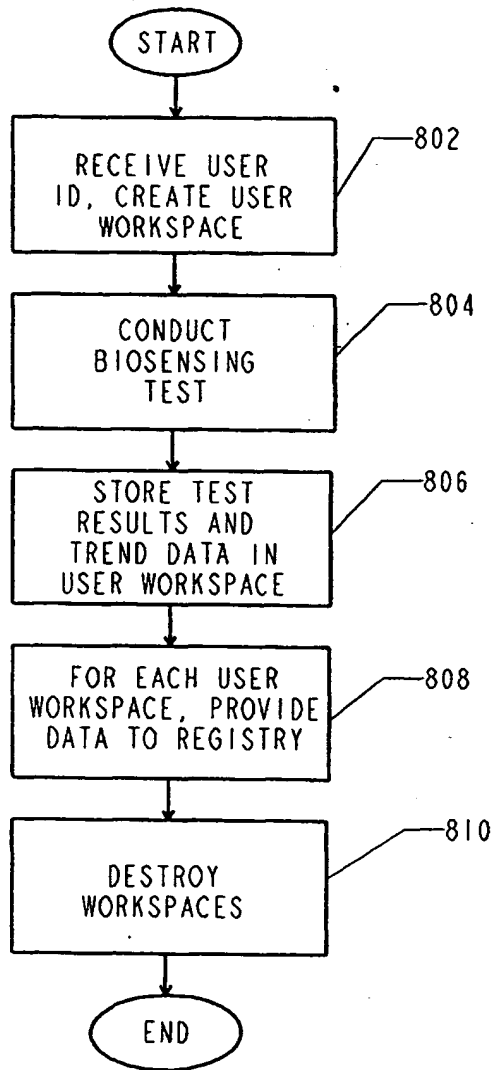 START
RECEIVE USER
ID, CREATE USER
WORKSPACE
802
CONDUCT
BIOSENSING
TEST
804
STORE TEST
RESULTS AND
TREND DATA IN
USER WORKSPACE
806
FOR EACH USER
WORKSPACE, PROVIDE
DATA TO REGISTRY
808
DESTROY
WORKSPACES
810
END